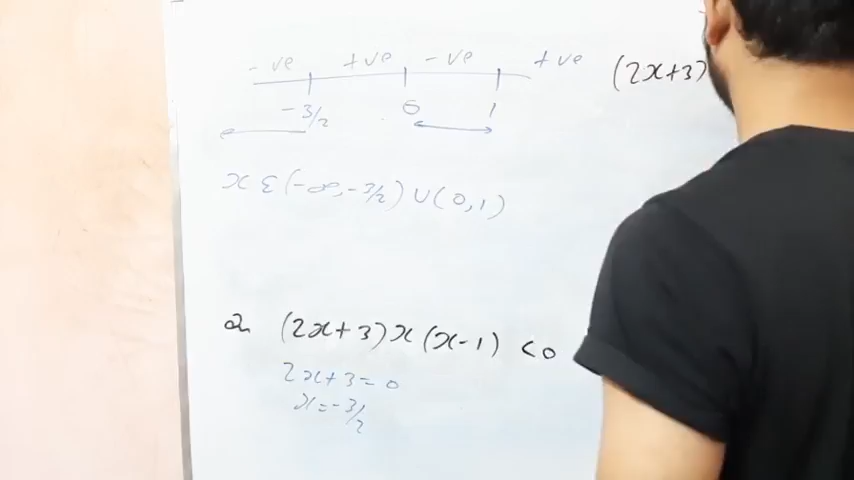 -ve +ve -ve +ve (2x+3)
-3/2 0 1
x ε (-∞, -3/2) ∪ (0,1)
Qn (2x+3)x(x-1) <0
2x+3=0
x=-3/2